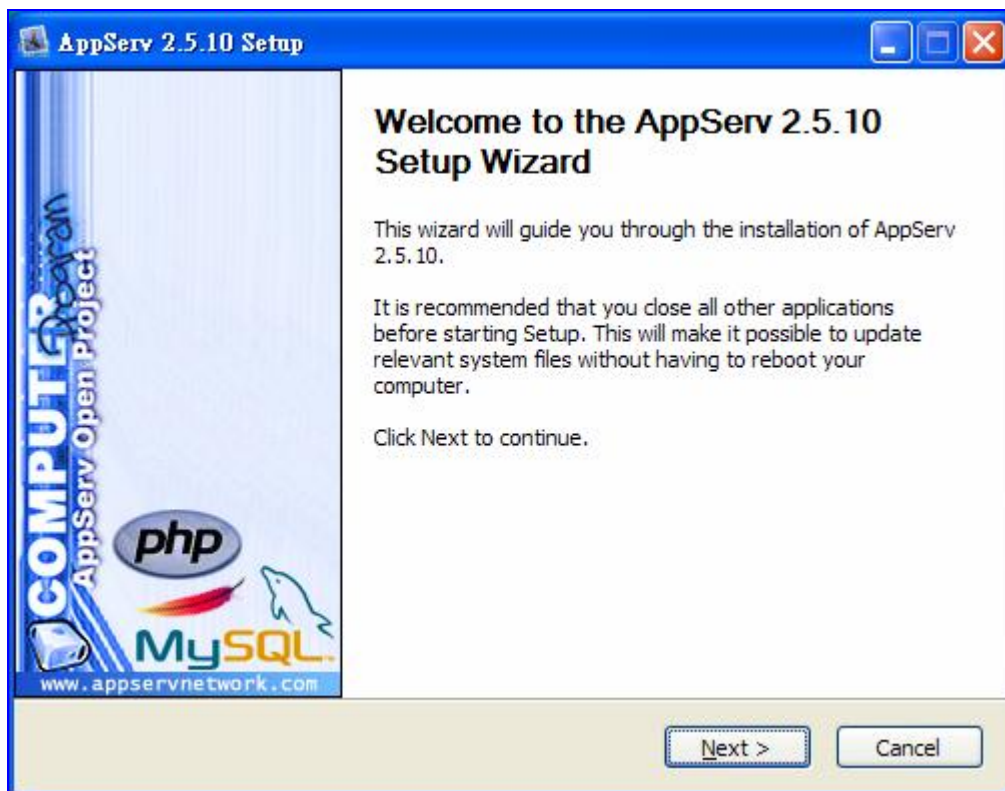 AppServ 2.5.10 Setup
Welcome to the AppServ 2.5.10
Setup Wizard
This wizard will guide you through the installation of AppServ
2.5.10.
It is recommended that you close all other applications
before starting Setup. This will make it possible to update
relevant system files without having to reboot your
computer.
Click Next to continue.
COMPUTER
Program
AppServ Open Project
php
MySQL
www.appservnetwork.com
Next >
Cancel